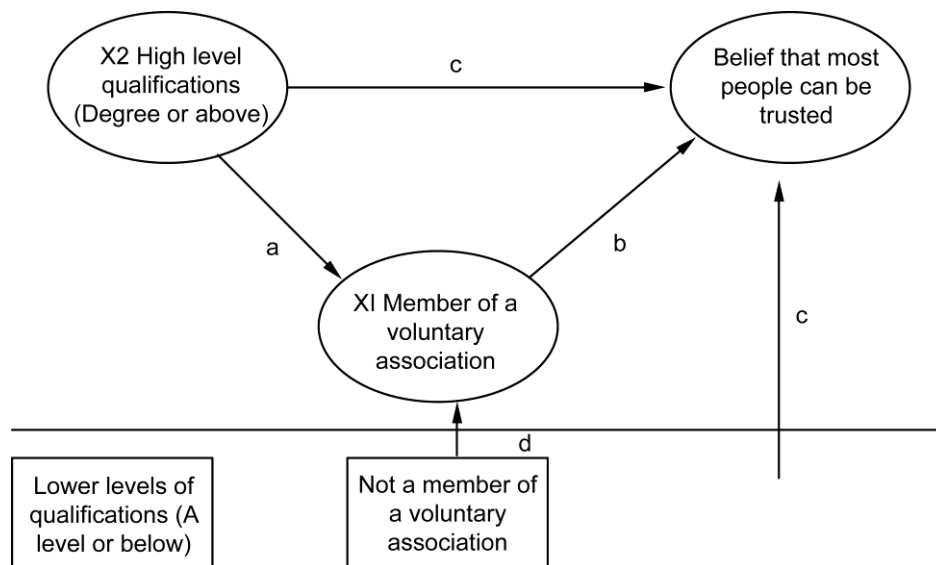 X2 High level
qualifications
(Degree or above)
c
Belief that most
people can be
trusted
a
b
XI Member of a
voluntary
association
c
d
Lower levels of
qualifications (A
level or below)
Not a member of
a voluntary
association